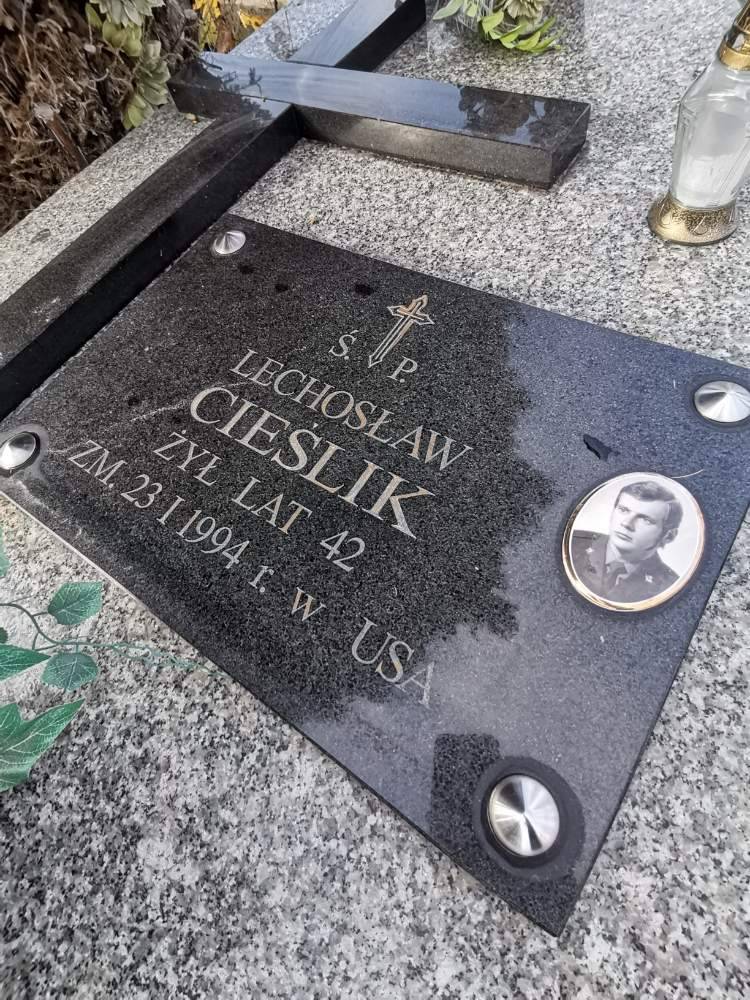 Ś. P.
LECHOSŁAW
CIEŚLIK
ŻYŁ LAT 42
ZM. 23 I 1994 r. w USA